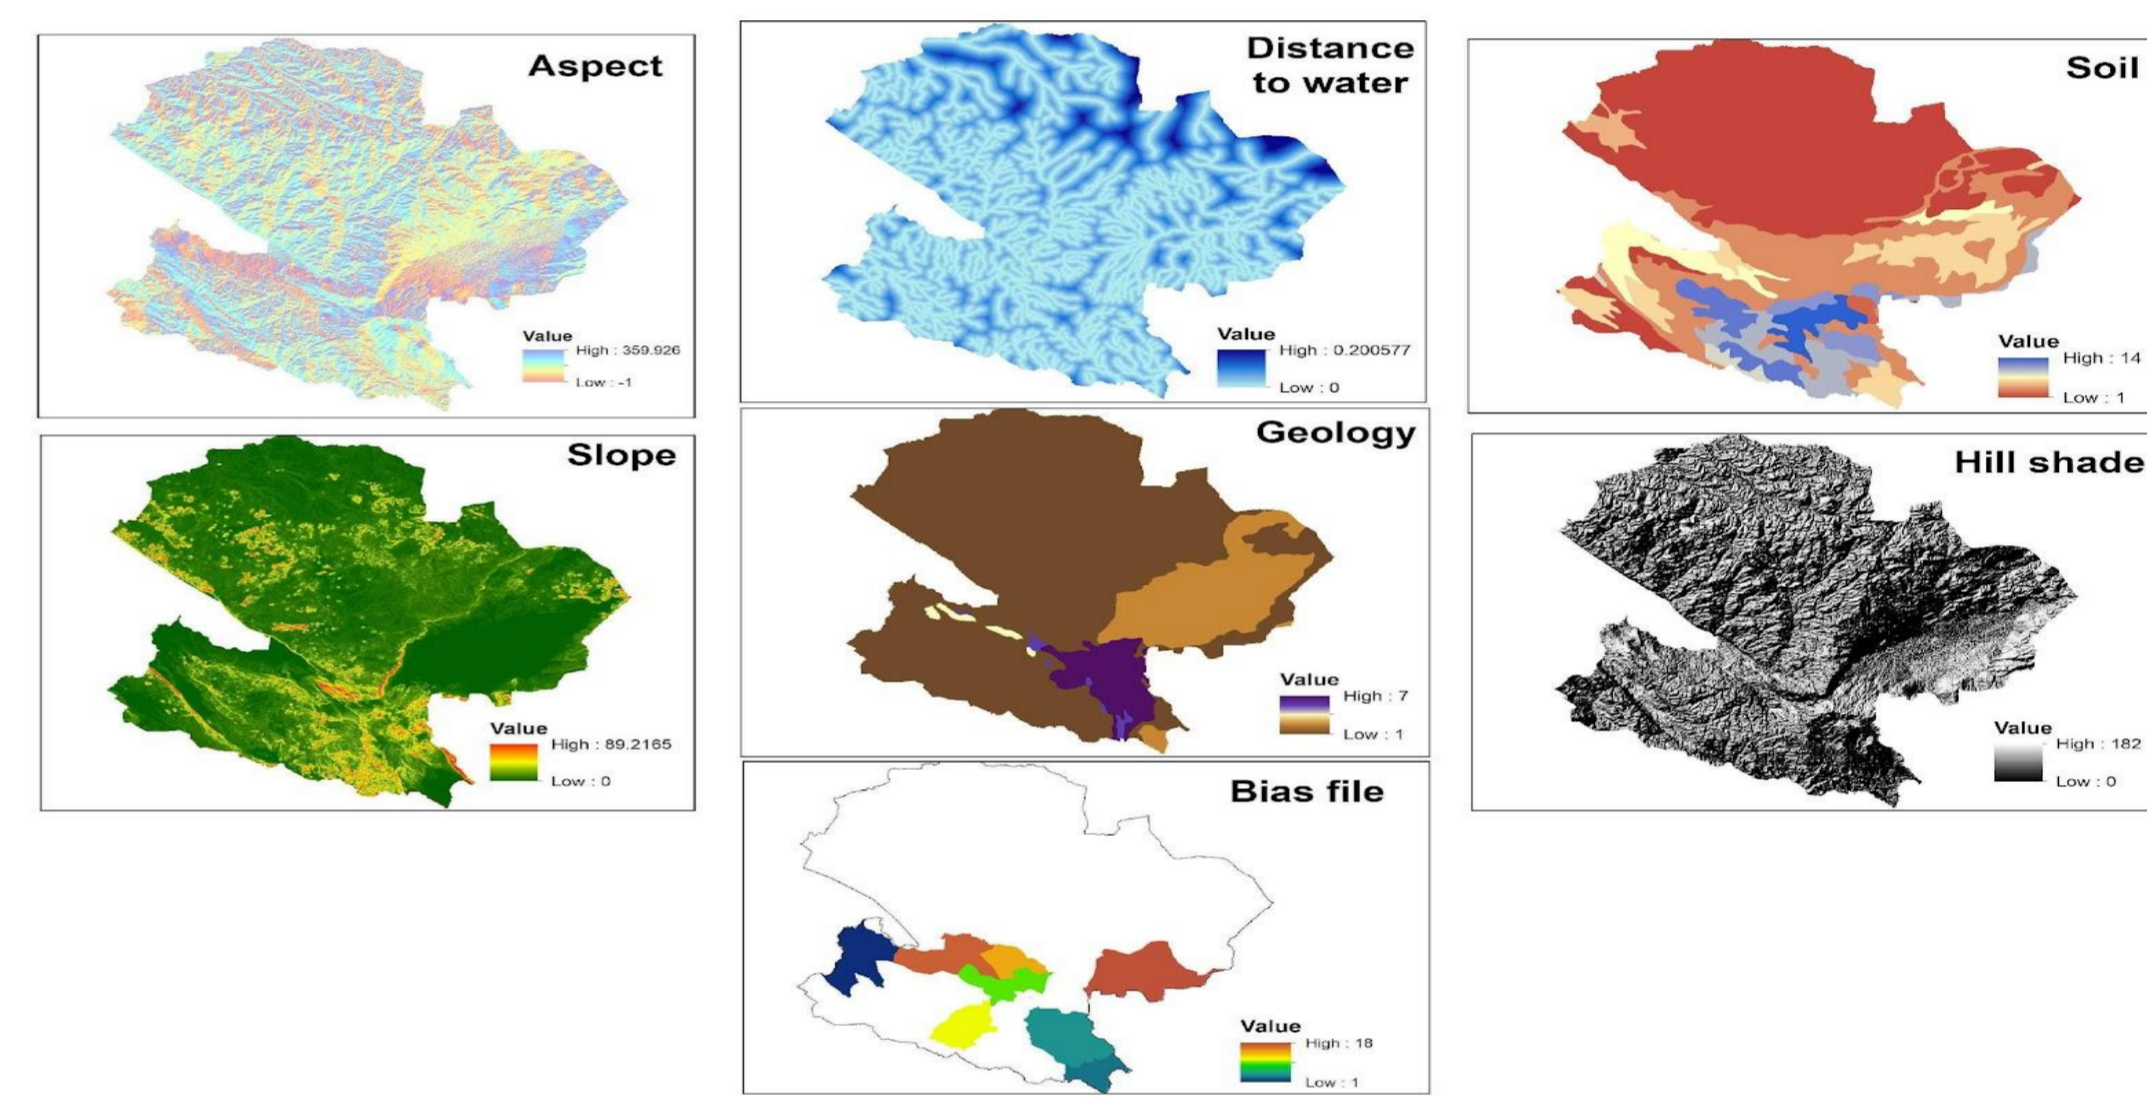 Aspect
Value
High : 359.926
Low : -1
Distance
to water
Value
High : 0.200577
Low : 0
Soil
Value
High : 14
Low : 1
Slope
Value
High : 89.2165
Low : 0
Geology
Value
High : 7
Low : 1
Hill shade
Value
High : 182
Low : 0
Bias file
Value
High : 18
Low : 1